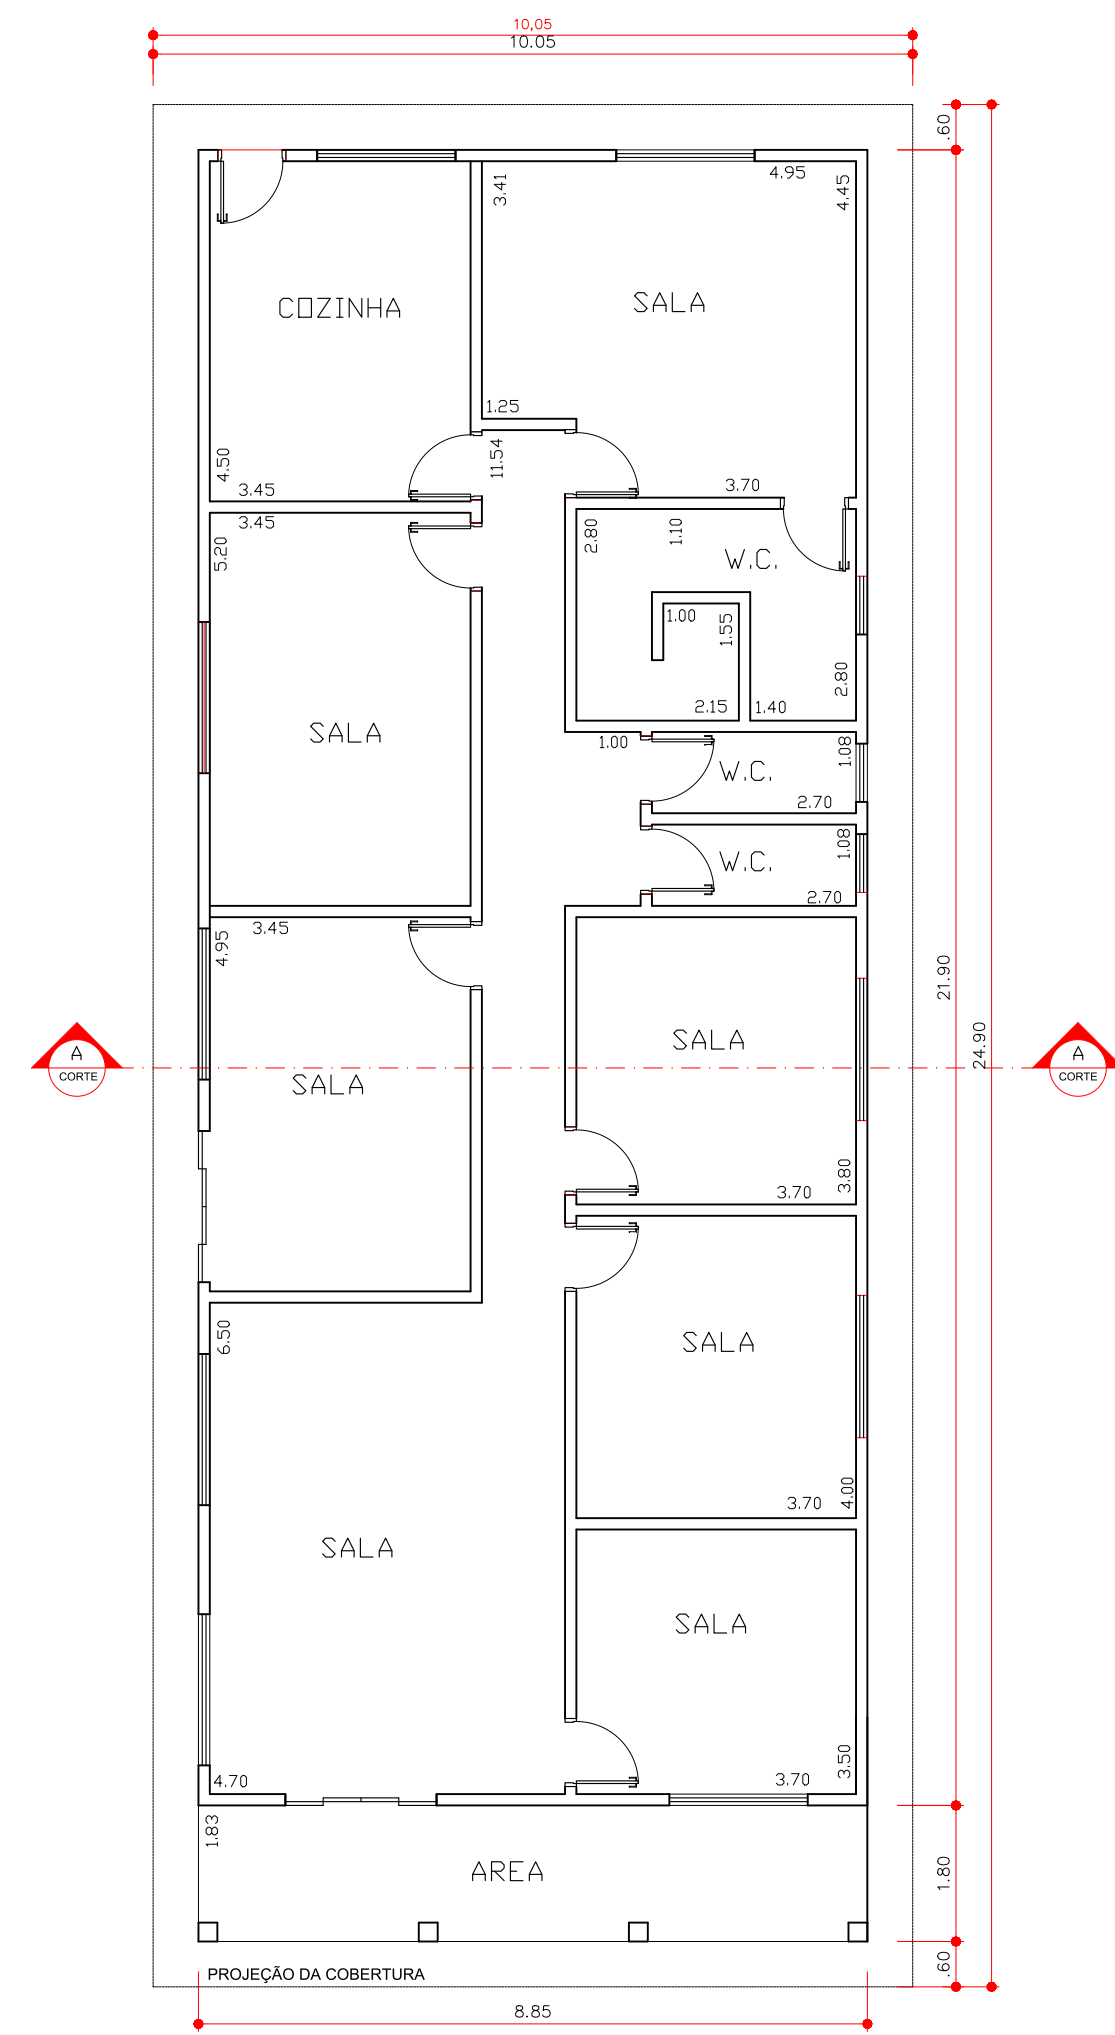 10,05
10.05
.60
4.95
3.41
4.45
COZINHA
SALA
1.25
11.54
4.50
3.45
3.70
3.45
5.20
2.80
1.10
W.C.
1.00
1.55
2.80
2.15
1.40
SALA
1.00
1.08
W.C.
2.70
1.08
W.C.
2.70
3.45
4.95
21.90
24.90
SALA
A
CORTE
A
CORTE
SALA
3.80
3.70
6.50
SALA
4.00
3.70
SALA
SALA
3.50
3.70
4.70
1.83
AREA
1.80
.60
PROJEÇÃO DA COBERTURA
8.85